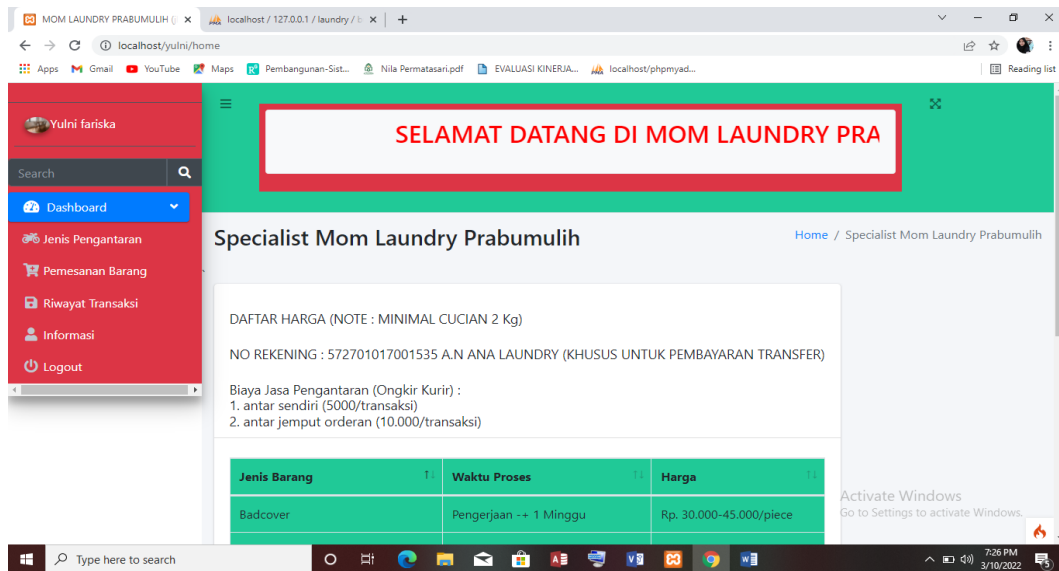 MOM LAUNDRY PRABUMULIH (
localhost / 127.0.0.1 / laundry /
localhost/yulni/home
Apps
Gmail
YouTube
Maps
Pembangunan-Sist...
Nila Permatasari.pdf
EVALUASI KINERJA...
localhost/phpmyad...
Reading list
Yulni fariska
Search
Dashboard
Jenis Pengantaran
Pemesanan Barang
Riwayat Transaksi
Informasi
Logout
SELAMAT DATANG DI MOM LAUNDRY PRA
Specialist Mom Laundry Prabumulih
Home / Specialist Mom Laundry Prabumulih
DAFTAR HARGA (NOTE : MINIMAL CUCIAN 2 Kg)
NO REKENING : 572701017001535 A.N ANA LAUNDRY (KHUSUS UNTUK PEMBAYARAN TRANSFER)
Biaya Jasa Pengantaran (Ongkir Kurir) :
1. antar sendiri (5000/transaksi)
2. antar jemput orderan (10.000/transaksi)
Jenis Barang Waktu Proses Harga
Badcover Pengerjaan -+ 1 Minggu Rp. 30.000-45.000/piece
Activate Windows
Go to Settings to activate Windows.
Type here to search
7:26 PM
3/10/2022